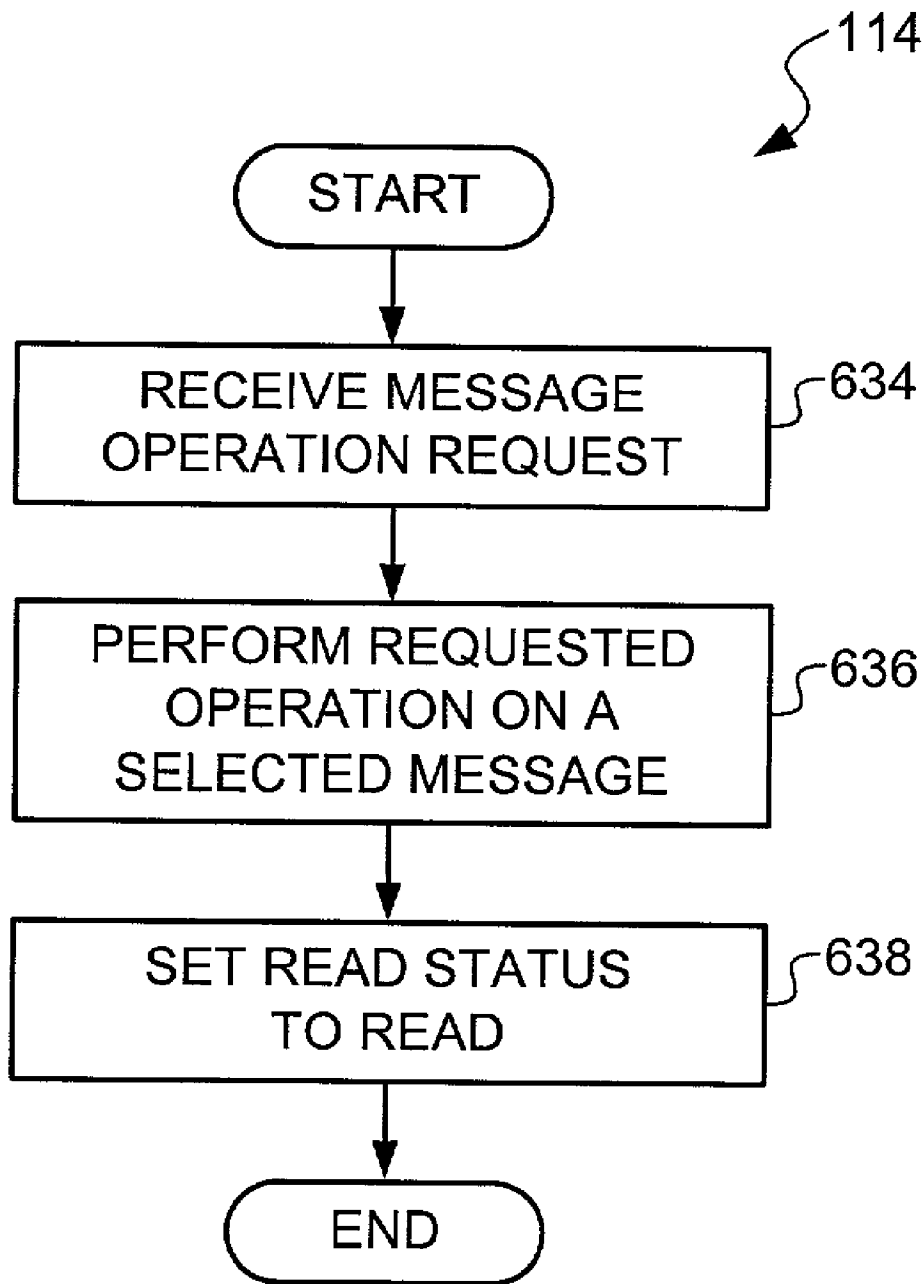 114
START
RECEIVE MESSAGE
OPERATION REQUEST
634
PERFORM REQUESTED
OPERATION ON A
SELECTED MESSAGE
636
SET READ STATUS
TO READ
638
END